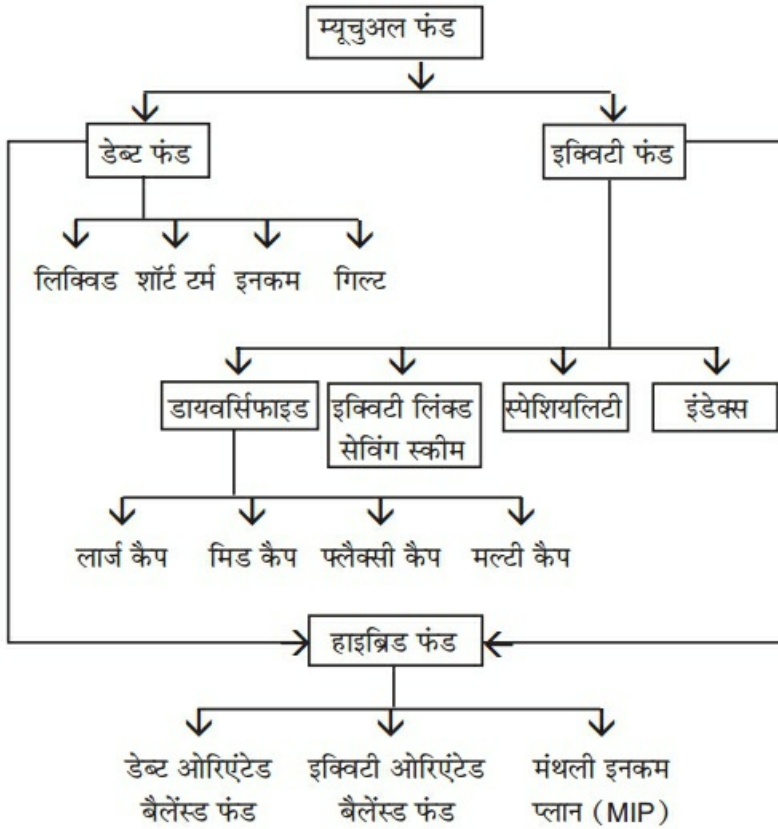 म्यूचुअल फंड
डेब्ट फंड
इक्विटी फंड
लिक्विड शॉर्ट टर्म इनकम गिल्ट
डायवर्सिफाइड
इक्विटी लिंक्ड
सेविंग स्कीम
स्पेशियलिटी
इंडेक्स
लार्ज कैप मिड कैप फ्लैक्सी कैप मल्टी कैप
हाइब्रिड फंड
डेब्ट ओरिएंटेड
बैलेंस्ड फंड
इक्विटी ओरिएंटेड
बैलेंस्ड फंड
मंथली इनकम
प्लान (MIP)